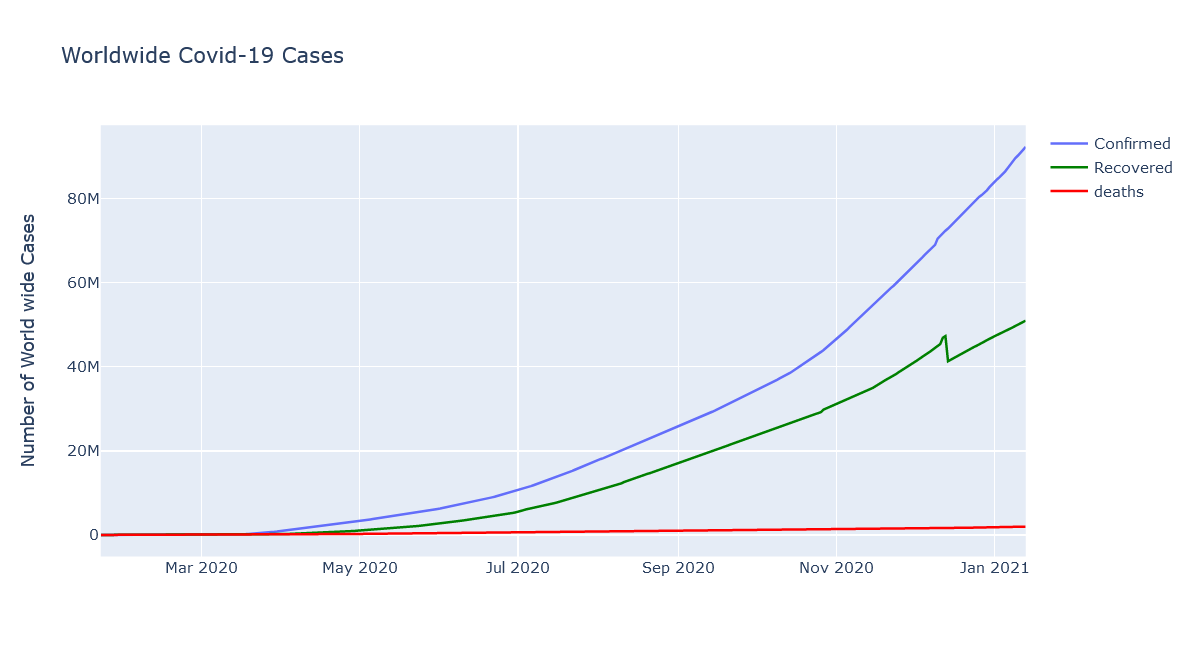 Worldwide Covid-19 Cases
Number of World wide Cases
80M
60M
40M
20M
0
Mar 2020
May 2020
Jul 2020
Sep 2020
Nov 2020
Jan 2021
Confirmed
Recovered
deaths